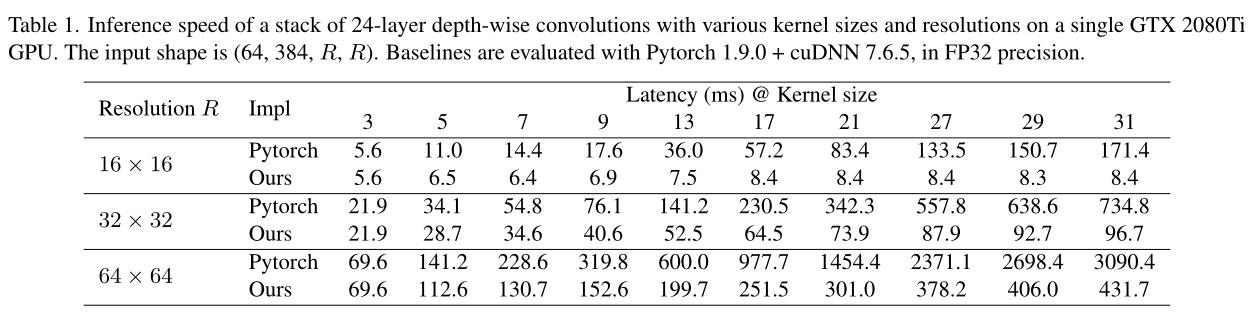 Table 1. Inference speed of a stack of 24-layer depth-wise convolutions with various kernel sizes and resolutions on a single GTX 2080Ti
GPU. The input shape is (64, 384, R, R). Baselines are evaluated with Pytorch 1.9.0 + cuDNN 7.6.5, in FP32 precision.
Resolution R Impl Latency (ms) @ Kernel size
3 5 7 9 13 17 21 27 29 31
16 × 16 Pytorch 5.6 11.0 14.4 17.6 36.0 57.2 83.4 133.5 150.7 171.4
Ours 5.6 6.5 6.4 6.9 7.5 8.4 8.4 8.4 8.3 8.4
32 × 32 Pytorch 21.9 34.1 54.8 76.1 141.2 230.5 342.3 557.8 638.6 734.8
Ours 21.9 28.7 34.6 40.6 52.5 64.5 73.9 87.9 92.7 96.7
64 × 64 Pytorch 69.6 141.2 228.6 319.8 600.0 977.7 1454.4 2371.1 2698.4 3090.4
Ours 69.6 112.6 130.7 152.6 199.7 251.5 301.0 378.2 406.0 431.7